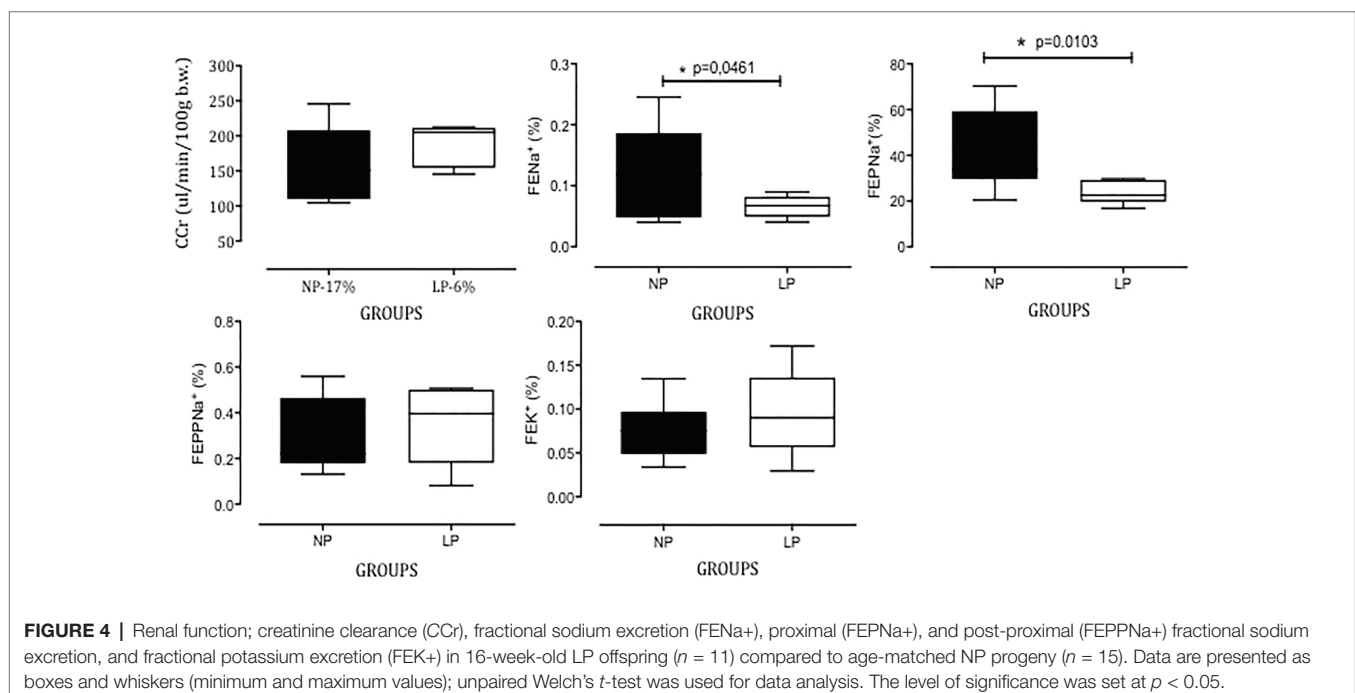 300
250
200
150
100
50
CCr (ul/min/100g b.w.)
NP-17% LP-6%
GROUPS
* p=0,0461
0.3
0.2
0.1
0.0
FENa⁺ (%)
NP LP
GROUPS
* p=0.0103
80
60
40
20
0
FEPNa⁺(%)
NP LP
GROUPS
0.8
0.6
0.4
0.2
0.0
FEPPNa⁺ (%)
NP LP
GROUPS
0.20
0.15
0.10
0.05
0.00
FEK⁺ (%)
NP LP
GROUPS
FIGURE 4 | Renal function; creatinine clearance (CCr), fractional sodium excretion (FENa+), proximal (FEPNa+), and post-proximal (FEPPNa+) fractional sodium
excretion, and fractional potassium excretion (FEK+) in 16-week-old LP offspring (n = 11) compared to age-matched NP progeny (n = 15). Data are presented as
boxes and whiskers (minimum and maximum values); unpaired Welch’s t-test was used for data analysis. The level of significance was set at p < 0.05.